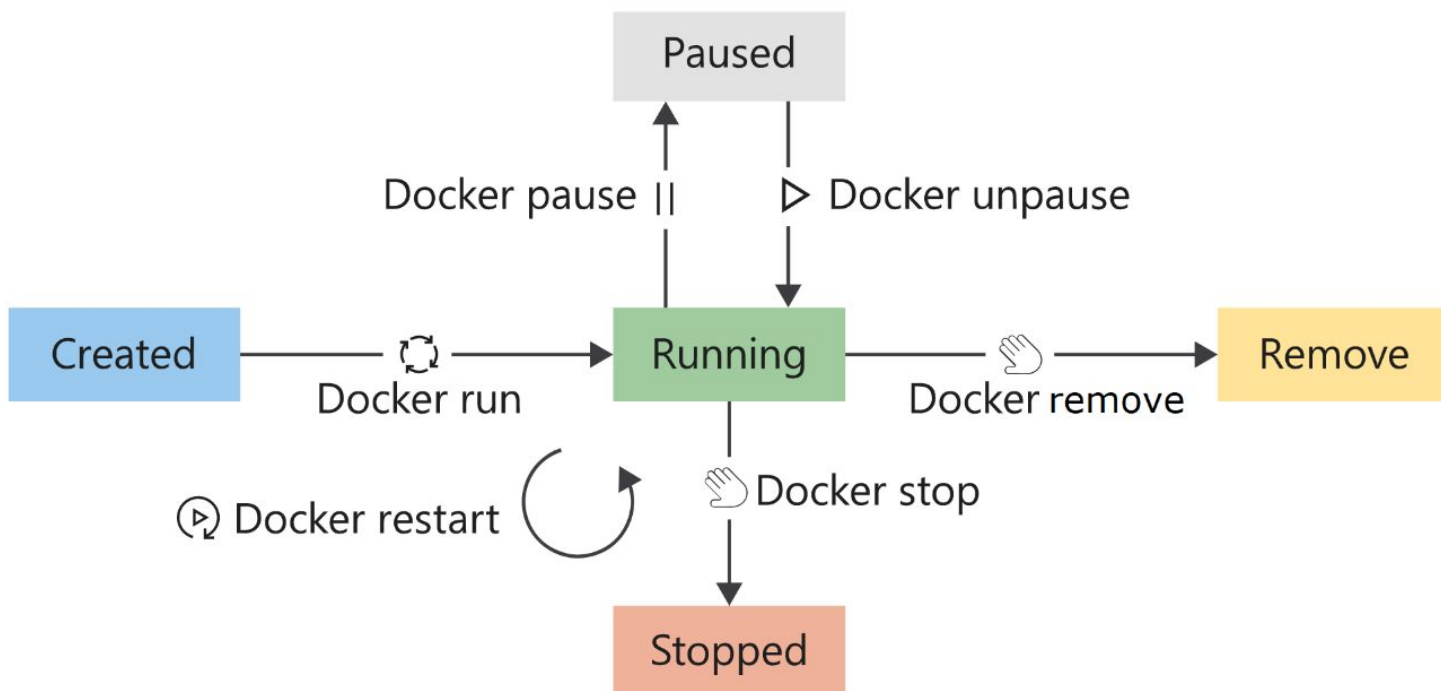 Paused
Docker pause
Docker unpause
Created
Running
Remove
Docker run
Docker remove
Docker stop
Docker restart
Stopped